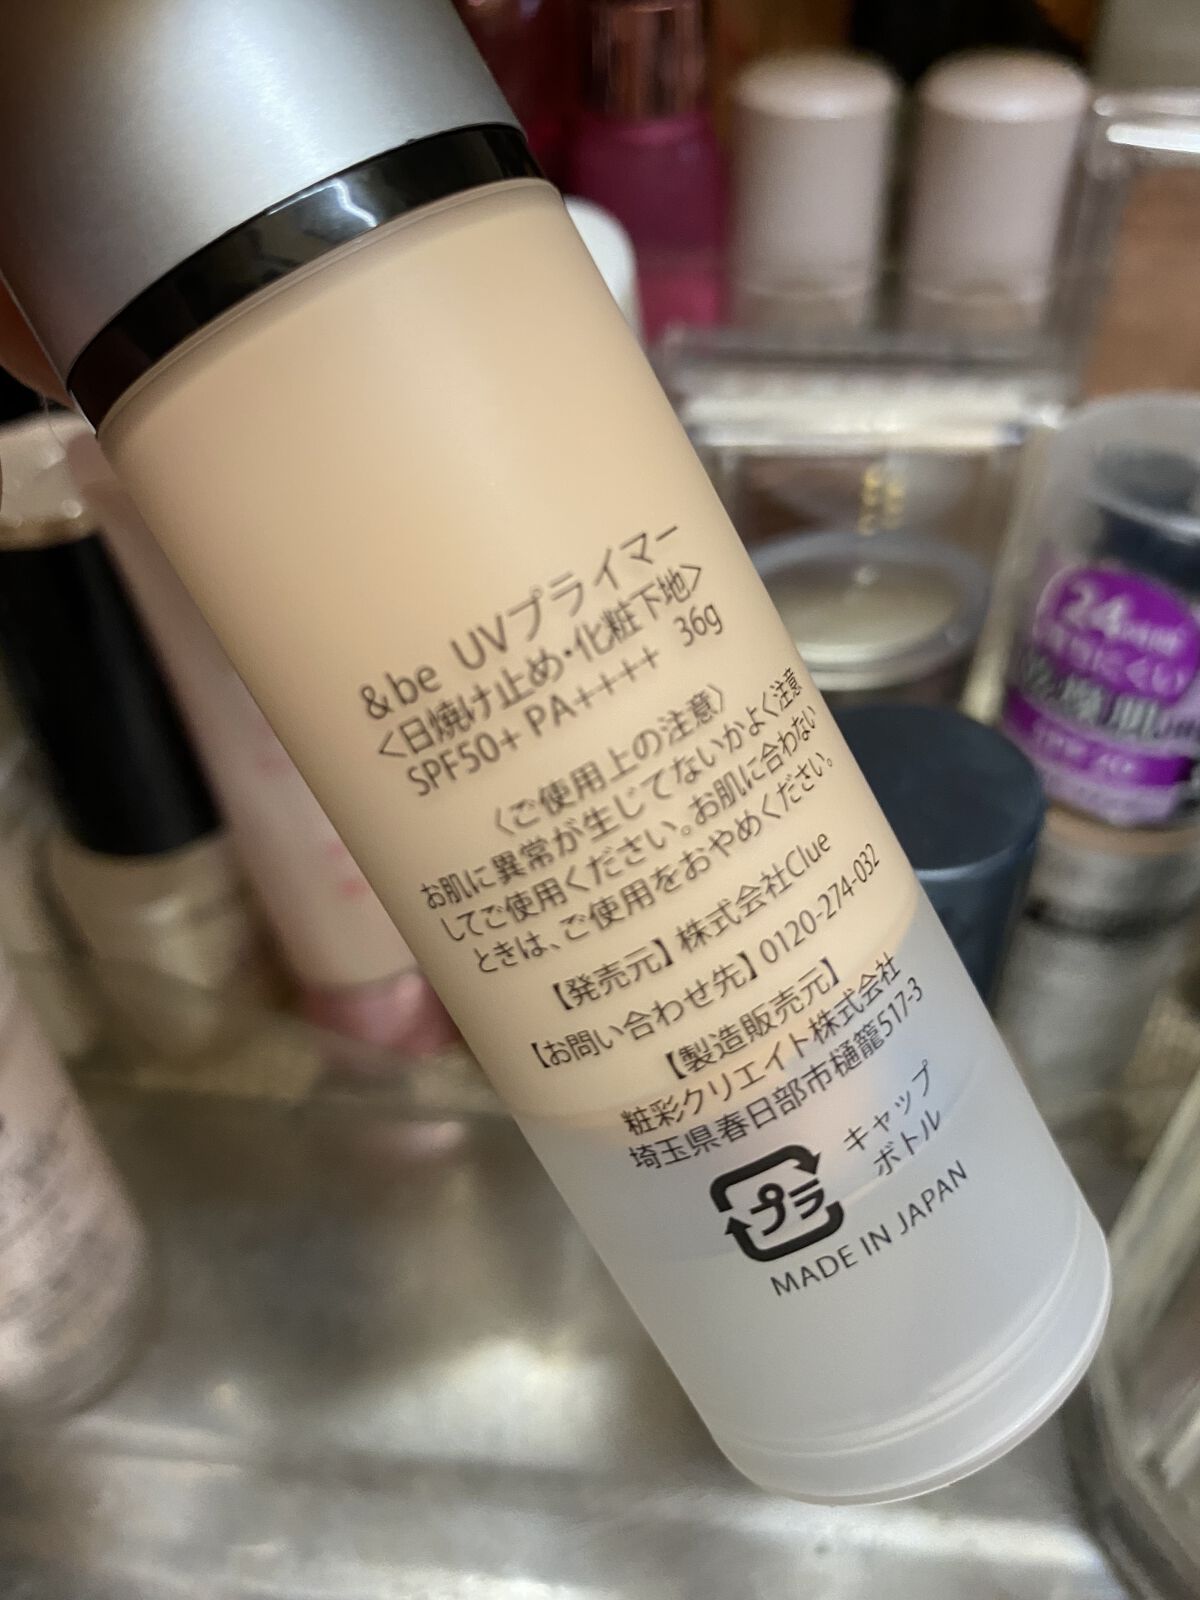 &be UVプライマー
<日焼け止め・化粧下地>
SPF50+ PA++++ 36g
〈ご使用上の注意〉
お肌に異常が生じてないかよく注意
してご使用ください。お肌に合わない
ときは、ご使用をおやめください。
【発売元】株式会社Clue
【お問い合わせ先】0120-274-032
【製造販売元】
粧彩クリエイト株式会社
埼玉県春日部市樋籠517-3
プラ
キャップ
ボトル
MADE IN JAPAN
24
にくい